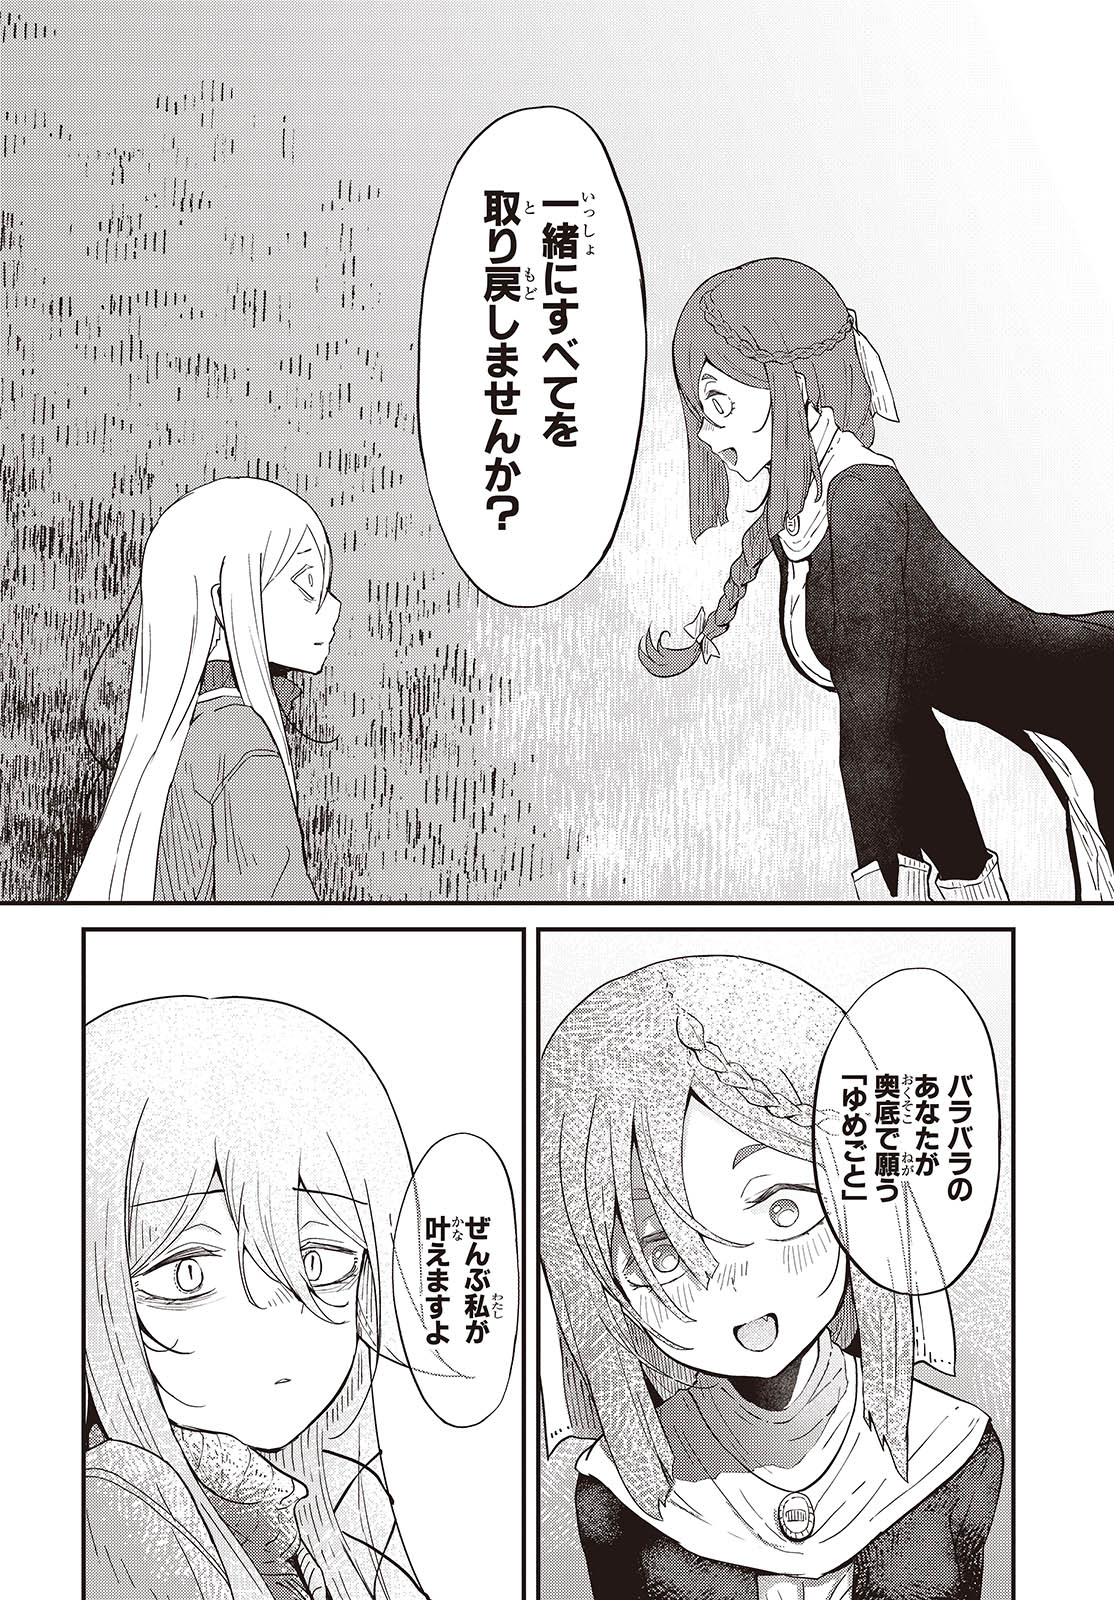 一緒にすべてを
取り戻しませんか？
バラバラの
あなたが
奥底で願う
「ゆめごと」
ぜんぶ私が
叶えますよ